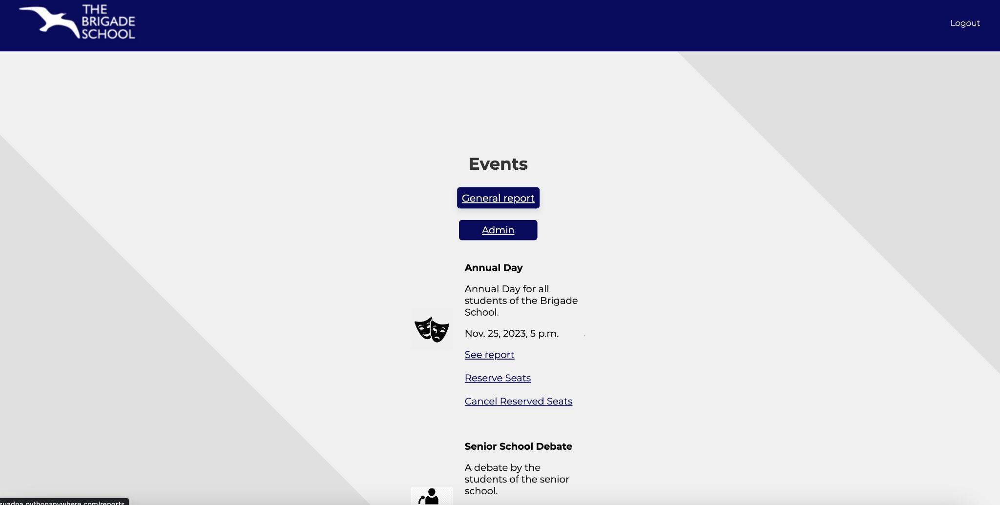 THE
BRIGADE
SCHOOL
Logout
Events
General report
Admin
Annual Day
Annual Day for all
students of the Brigade
School.
Nov. 25, 2023, 5 p.m.
See report
Reserve Seats
Cancel Reserved Seats
Senior School Debate
A debate by the
students of the senior
school.
suadna.pythonanywhere.com/reports